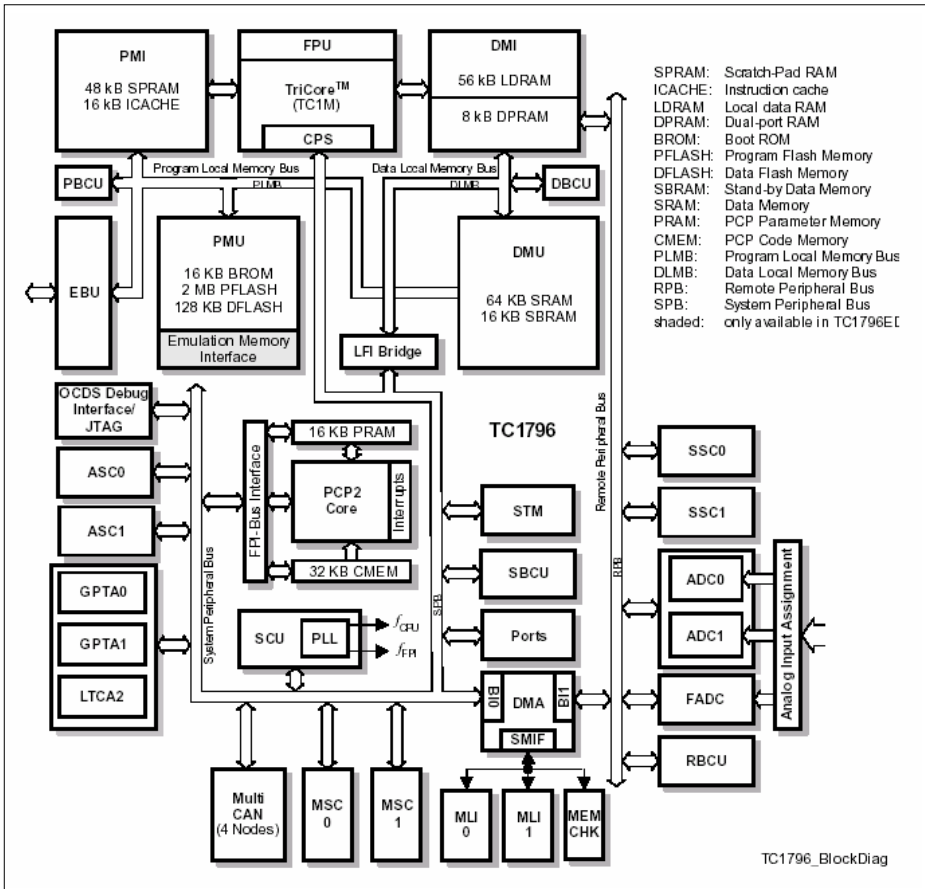 PMI
48 kB SPRAM
16 kB ICACHE
FPU
TriCore™
(TC1M)
CPS
DMI
56 kB LDRAM
8 kB DPRAM
SPRAM: Scratch-Pad RAM
ICACHE: Instruction cache
LDRAM Local data RAM
DPRAM: Dual-port RAM
BROM: Boot ROM
PFLASH: Program Flash Memory
DFLASH: Data Flash Memory
SBRAM: Stand-by Data Memory
SRAM: Data Memory
PRAM: PCP Parameter Memory
CMEM: PCP Code Memory
PLMB: Program Local Memory Bus
DLMB: Data Local Memory Bus
RPB: Remote Peripheral Bus
SPB: System Peripheral Bus
shaded: only available in TC1796ED
Program Local Memory Bus
PLMB
Data Local Memory Bus
DLMB
PBCU
DBCU
EBU
PMU
16 KB BROM
2 MB PFLASH
128 KB DFLASH
Emulation Memory
Interface
DMU
64 KB SRAM
16 KB SBRAM
LFI Bridge
OCDS Debug
Interface/
JTAG
ASC0
ASC1
GPTA0
GPTA1
LTCA2
System Peripheral Bus
FPI-Bus Interface
16 KB PRAM
PCP2
Core
Interrupts
32 KB CMEM
SCU
PLL
fCPU
fFPI
SPB
TC1796
STM
SBCU
Ports
BI0
DMA
BI1
SMIF
Remote Peripheral Bus
RPB
SSC0
SSC1
ADC0
ADC1
FADC
RBCU
Analog Input Assignment
Multi
CAN
(4 Nodes)
MSC
0
MSC
1
MLI
0
MLI
1
MEM
CHK
TC1796_BlockDiag